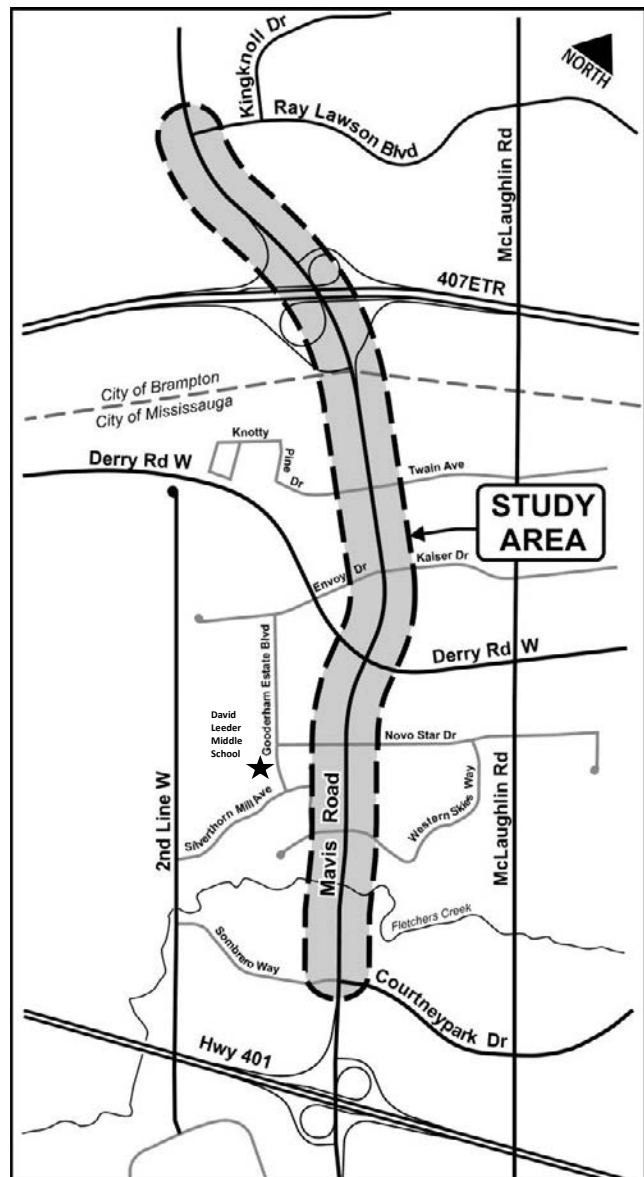 Kingknoll Dr
NORTH
Ray Lawson Blvd
McLaughlin Rd
407ETR
City of Brampton
City of Mississauga
Knotty
Pine
Dr
Derry Rd W
Twain Ave
STUDY
AREA
Envoy Dr
Kaiser Dr
Gooderham Estate Blvd
Derry Rd W
David
Leeder
Middle
School
Novo Star Dr
Silverthorn Mill Ave
2nd Line W
Mavis Road
Western Skies Way
McLaughlin Rd
Fletchers Creek
Sombrero Way
Courtneypark Dr
Hwy 401